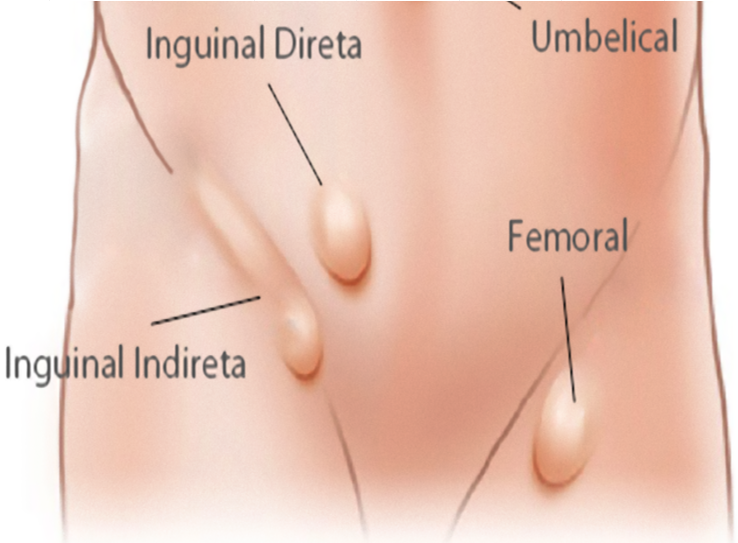 Umbelical
Inguinal Direta
Femoral
Inguinal Indireta